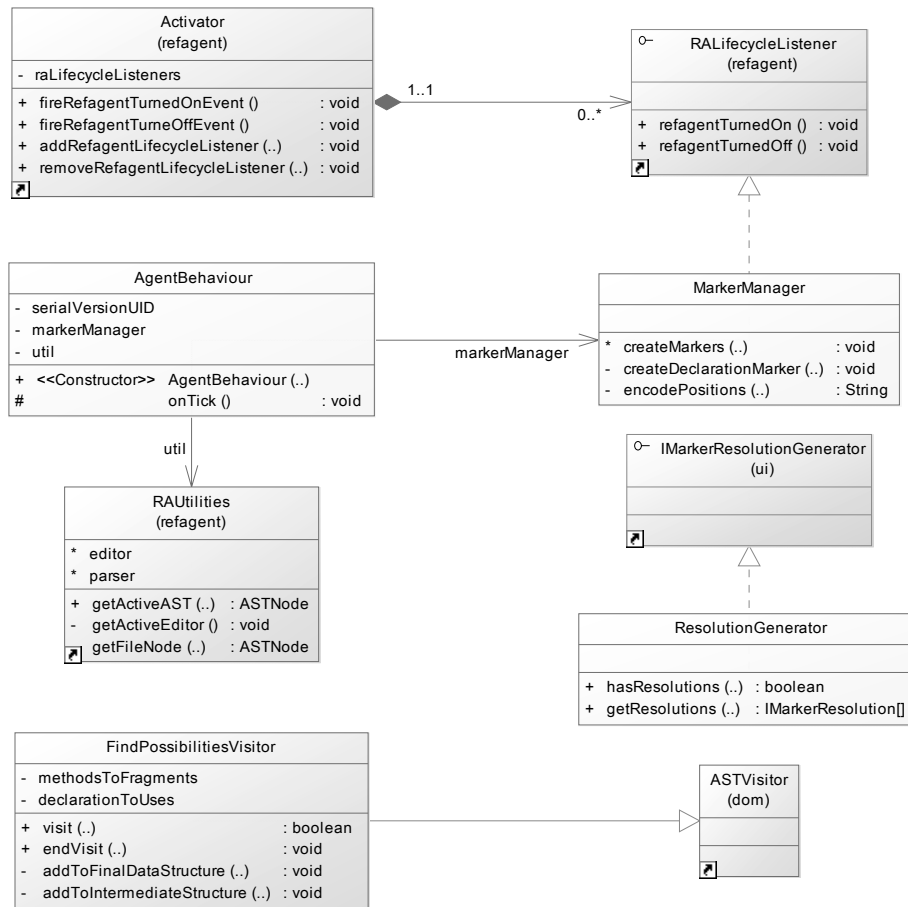 Activator
(refagent)
- raLifecycleListeners
+ fireRefagentTurnedOnEvent () : void
+ fireRefagentTurneOffEvent () : void
+ addRefagentLifecycleListener (..) : void
+ removeRefagentLifecycleListener (..) : void
1..1
0..*
RALifecycleListener
(refagent)
+ refagentTurnedOn () : void
+ refagentTurnedOff () : void
AgentBehaviour
- serialVersionUID
- markerManager
- util
+ <<Constructor>> AgentBehaviour (..)
# onTick () : void
markerManager
MarkerManager
* createMarkers (..) : void
- createDeclarationMarker (..) : void
- encodePositions (..) : String
util
RAUtilities
(refagent)
* editor
* parser
+ getActiveAST (..) : ASTNode
- getActiveEditor () : void
getFileNode (..) : ASTNode
IMarkerResolutionGenerator
(ui)
ResolutionGenerator
+ hasResolutions (..) : boolean
+ getResolutions (..) : IMarkerResolution[]
FindPossibilitiesVisitor
- methodsToFragments
- declarationToUses
+ visit (..) : boolean
+ endVisit (..) : void
- addToFinalDataStructure (..) : void
- addToIntermediateStructure (..) : void
ASTVisitor
(dom)